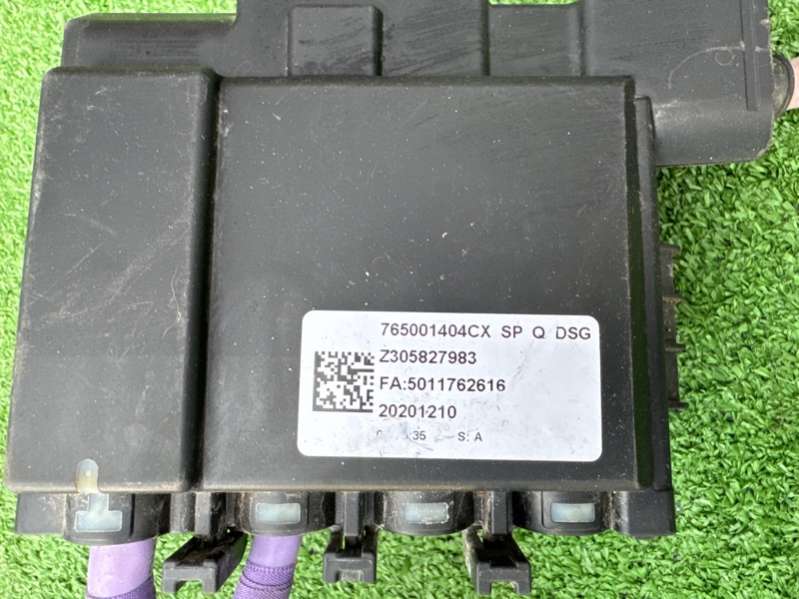 765001404CX SP Q DSG
Z305827983
FA:5011762616
20201210
35 S: A